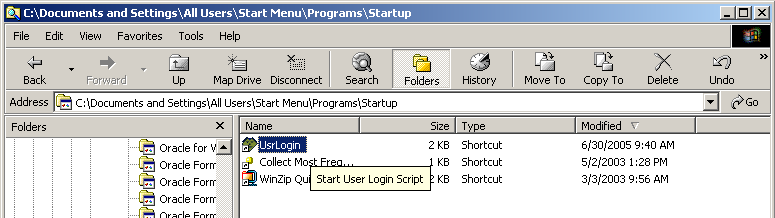 C:\Documents and Settings\All Users\Start Menu\Programs\Startup
File Edit View Favorites Tools Help
Back Forward Up Map Drive Disconnect Search Folders History Move To Copy To Delete Undo
Address C:\Documents and Settings\All Users\Start Menu\Programs\Startup Go
Folders x Name Size Type Modified
Oracle for W UsrLogin 2 KB Shortcut 6/30/2005 9:40 AM
Oracle Form Collect Most Freq... 1 KB Shortcut 5/2/2003 1:28 PM
Oracle Form WinZip Qui 2 KB Shortcut 3/3/2003 9:56 AM
Start User Login Script
Oracle Form